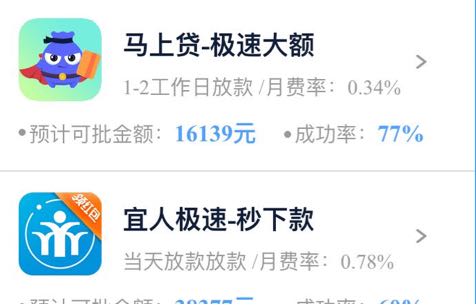 马上贷-极速大额
1-2工作日放款 /月费率：0.34%
预计可批金额：16139元 成功率：77%
领红包
宜人极速-秒下款
当天放款放款 /月费率：0.78%